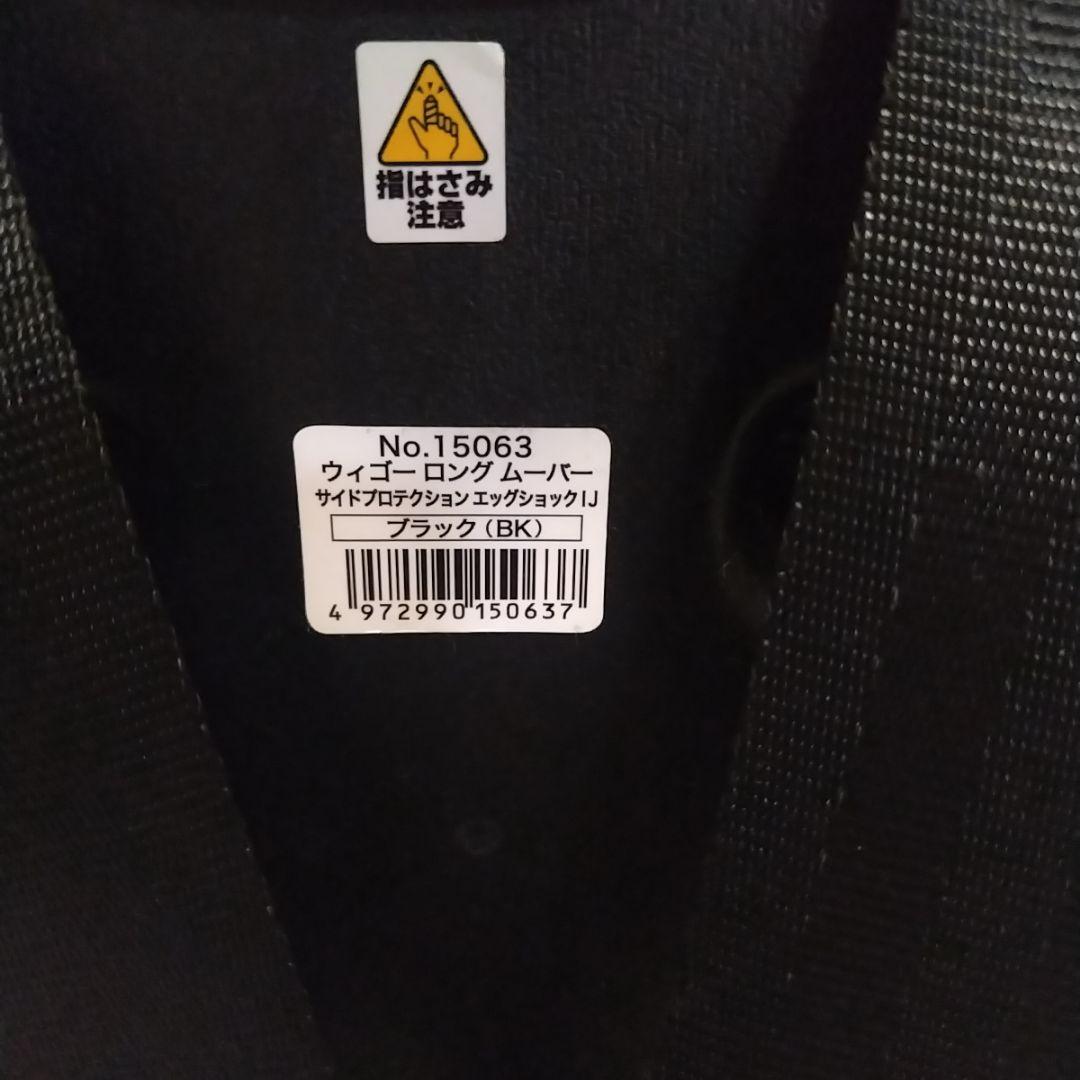 指はさみ
注意
No.15063
ウィゴー ロング ムーバー
サイドプロテクション エッグショック IJ
ブラック(BK)
4 972990 150637